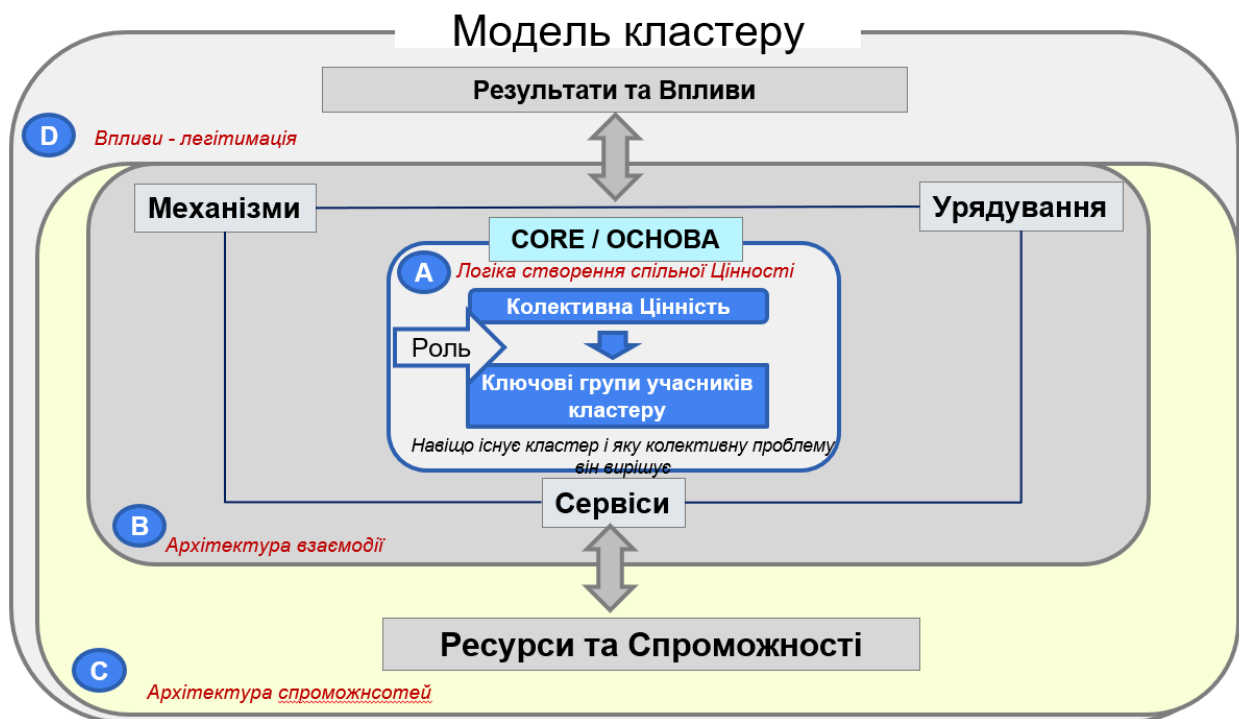 Модель кластеру
Результати та Впливи
D
Впливи - легітимація
Механізми
Урядування
CORE / ОСНОВА
A
Логіка створення спільної Цінності
Колективна Цінність
Роль
Ключові групи учасників
кластеру
Навіщо існує кластер і яку колективну проблему
він вирішує
Сервіси
B
Архітектура взаємодії
Ресурси та Спроможності
C
Архітектура спроможнсотей